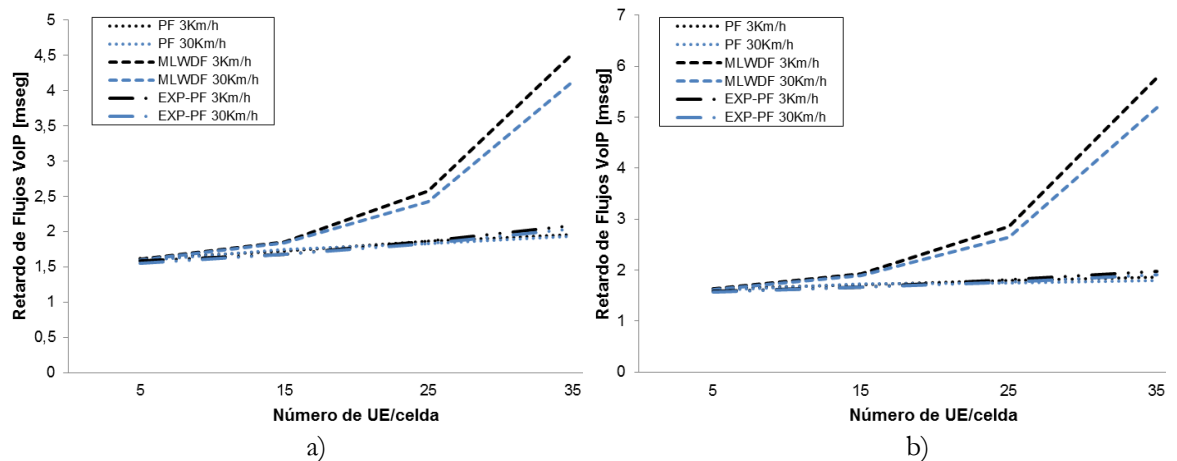 PF 3Km/h
PF 30Km/h
MLWDF 3Km/h
MLWDF 30Km/h
EXP-PF 3Km/h
EXP-PF 30Km/h
Retardo de Flujos VoIP [mseg]
5
4,5
4
3,5
3
2,5
2
1,5
1
0,5
0
5 15 25 35
Número de UE/celda
a)
PF 3Km/h
PF 30Km/h
MLWDF 3Km/h
MLWDF 30Km/h
EXP-PF 3Km/h
EXP-PF 30Km/h
Retardo de Flujos VoIP [mseg]
7
6
5
4
3
2
1
0
5 15 25 35
Número de UE/celda
b)